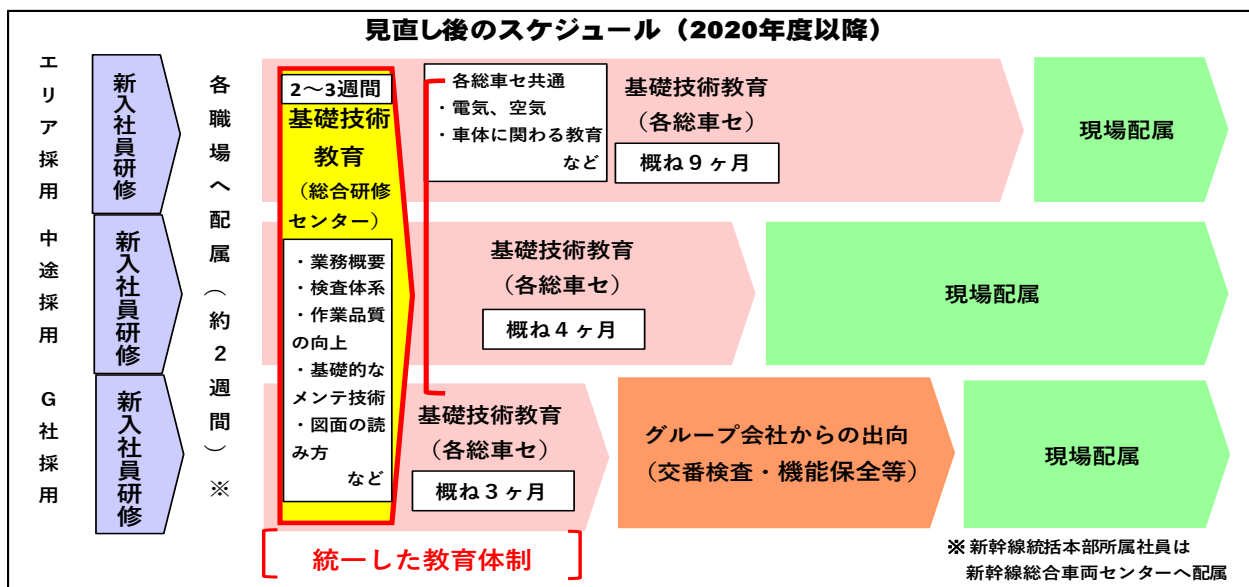 見直し後のスケジュール（2020年度以降）
エリア採用
新入社員研修
中途採用
新入社員研修
G社採用
新入社員研修
各職場へ配属（約２週間）※
2～3週間
基礎技術
教育
（総合研修
センター）
・業務概要
・検査体系
・作業品質
の向上
・基礎的な
メンテ技術
・図面の読
み方
など
各総車セ共通
・電気、空気
・車体に関わる教育
など
基礎技術教育
（各総車セ）
概ね９ヶ月
現場配属
基礎技術教育
（各総車セ）
概ね４ヶ月
現場配属
基礎技術教育
（各総車セ）
概ね３ヶ月
グループ会社からの出向
（交番検査・機能保全等）
現場配属
統一した教育体制
※ 新幹線統括本部所属社員は
新幹線総合車両センターへ配属